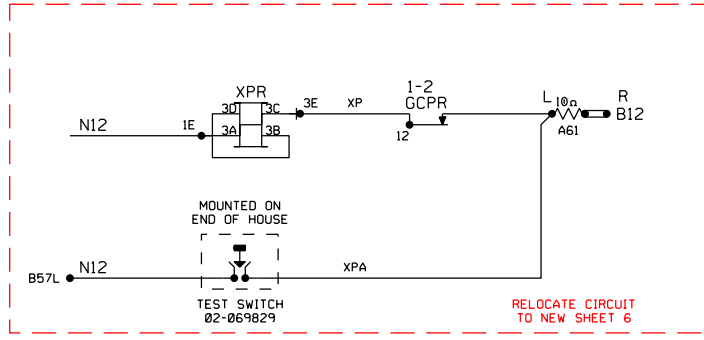 XPR
1-2
GCPR
3D 3C
3E
XP
L 10Ω R
N12
1E
3A 3B
12
A61
B12
MOUNTED ON
END OF HOUSE
B57L
N12
XPA
TEST SWITCH
02-069829
RELOCATE CIRCUIT
TO NEW SHEET 6